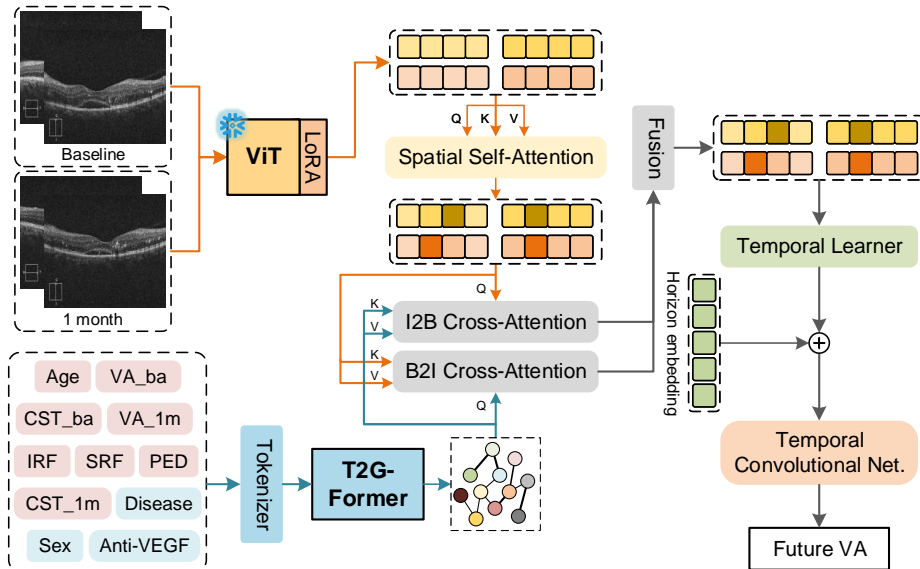 Baseline
1 month
ViT
LoRA
Q
K
V
Spatial Self-Attention
Q
K
V
I2B Cross-Attention
K
V
B2I Cross-Attention
Q
Fusion
Temporal Learner
Horizon embedding
Temporal
Convolutional Net.
Future VA
Age
VA_ba
CST_ba
VA_1m
IRF
SRF
PED
CST_1m
Disease
Sex
Anti-VEGF
Tokenizer
T2G-
Former